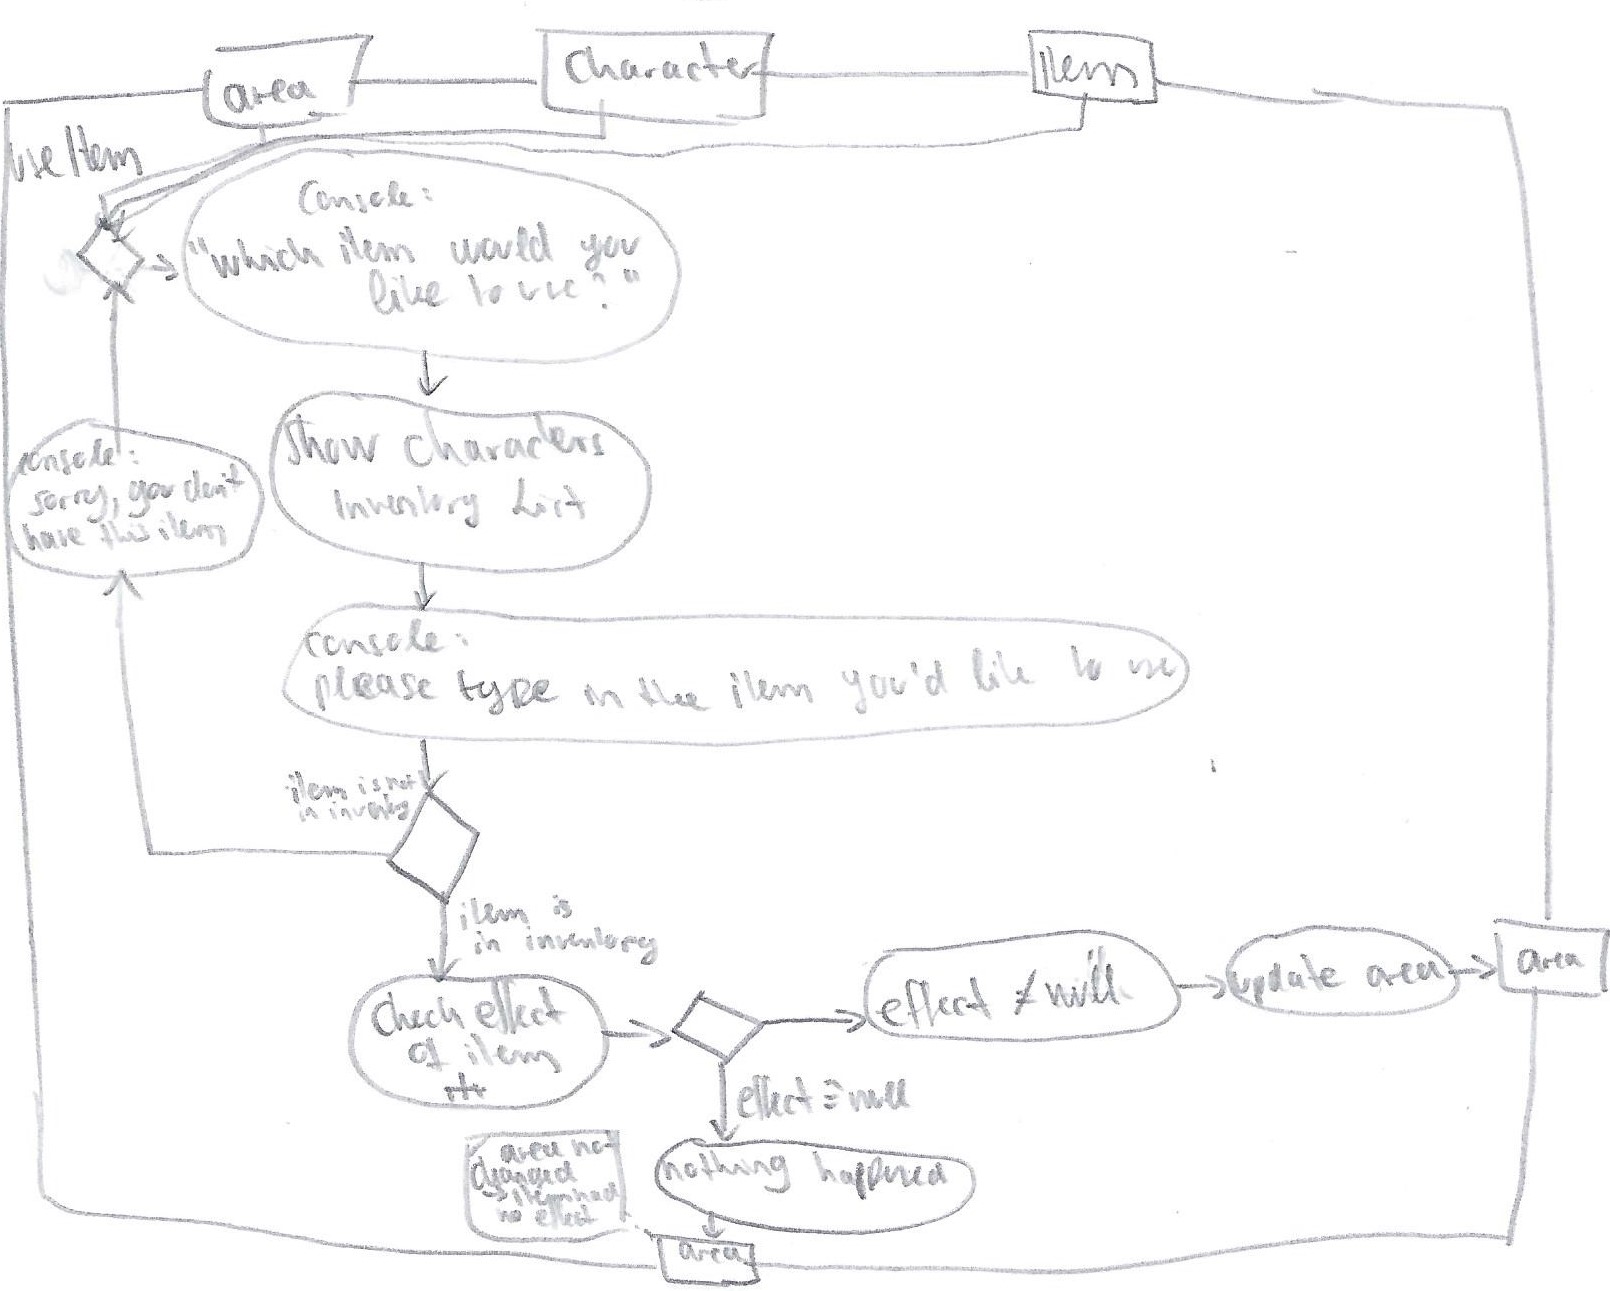 area
Character
item
use Item
Console:
"which item would you
like to use?"
Show characters
Inventory List
console:
sorry, you don't
have this item
console:
please type in the item you'd like to use
item is not
in inventory
item is
in inventory
check effect
of item
effect ≠ null
update area
area
effect = null
nothing happened
area not
changed
→ item had
no effect
area